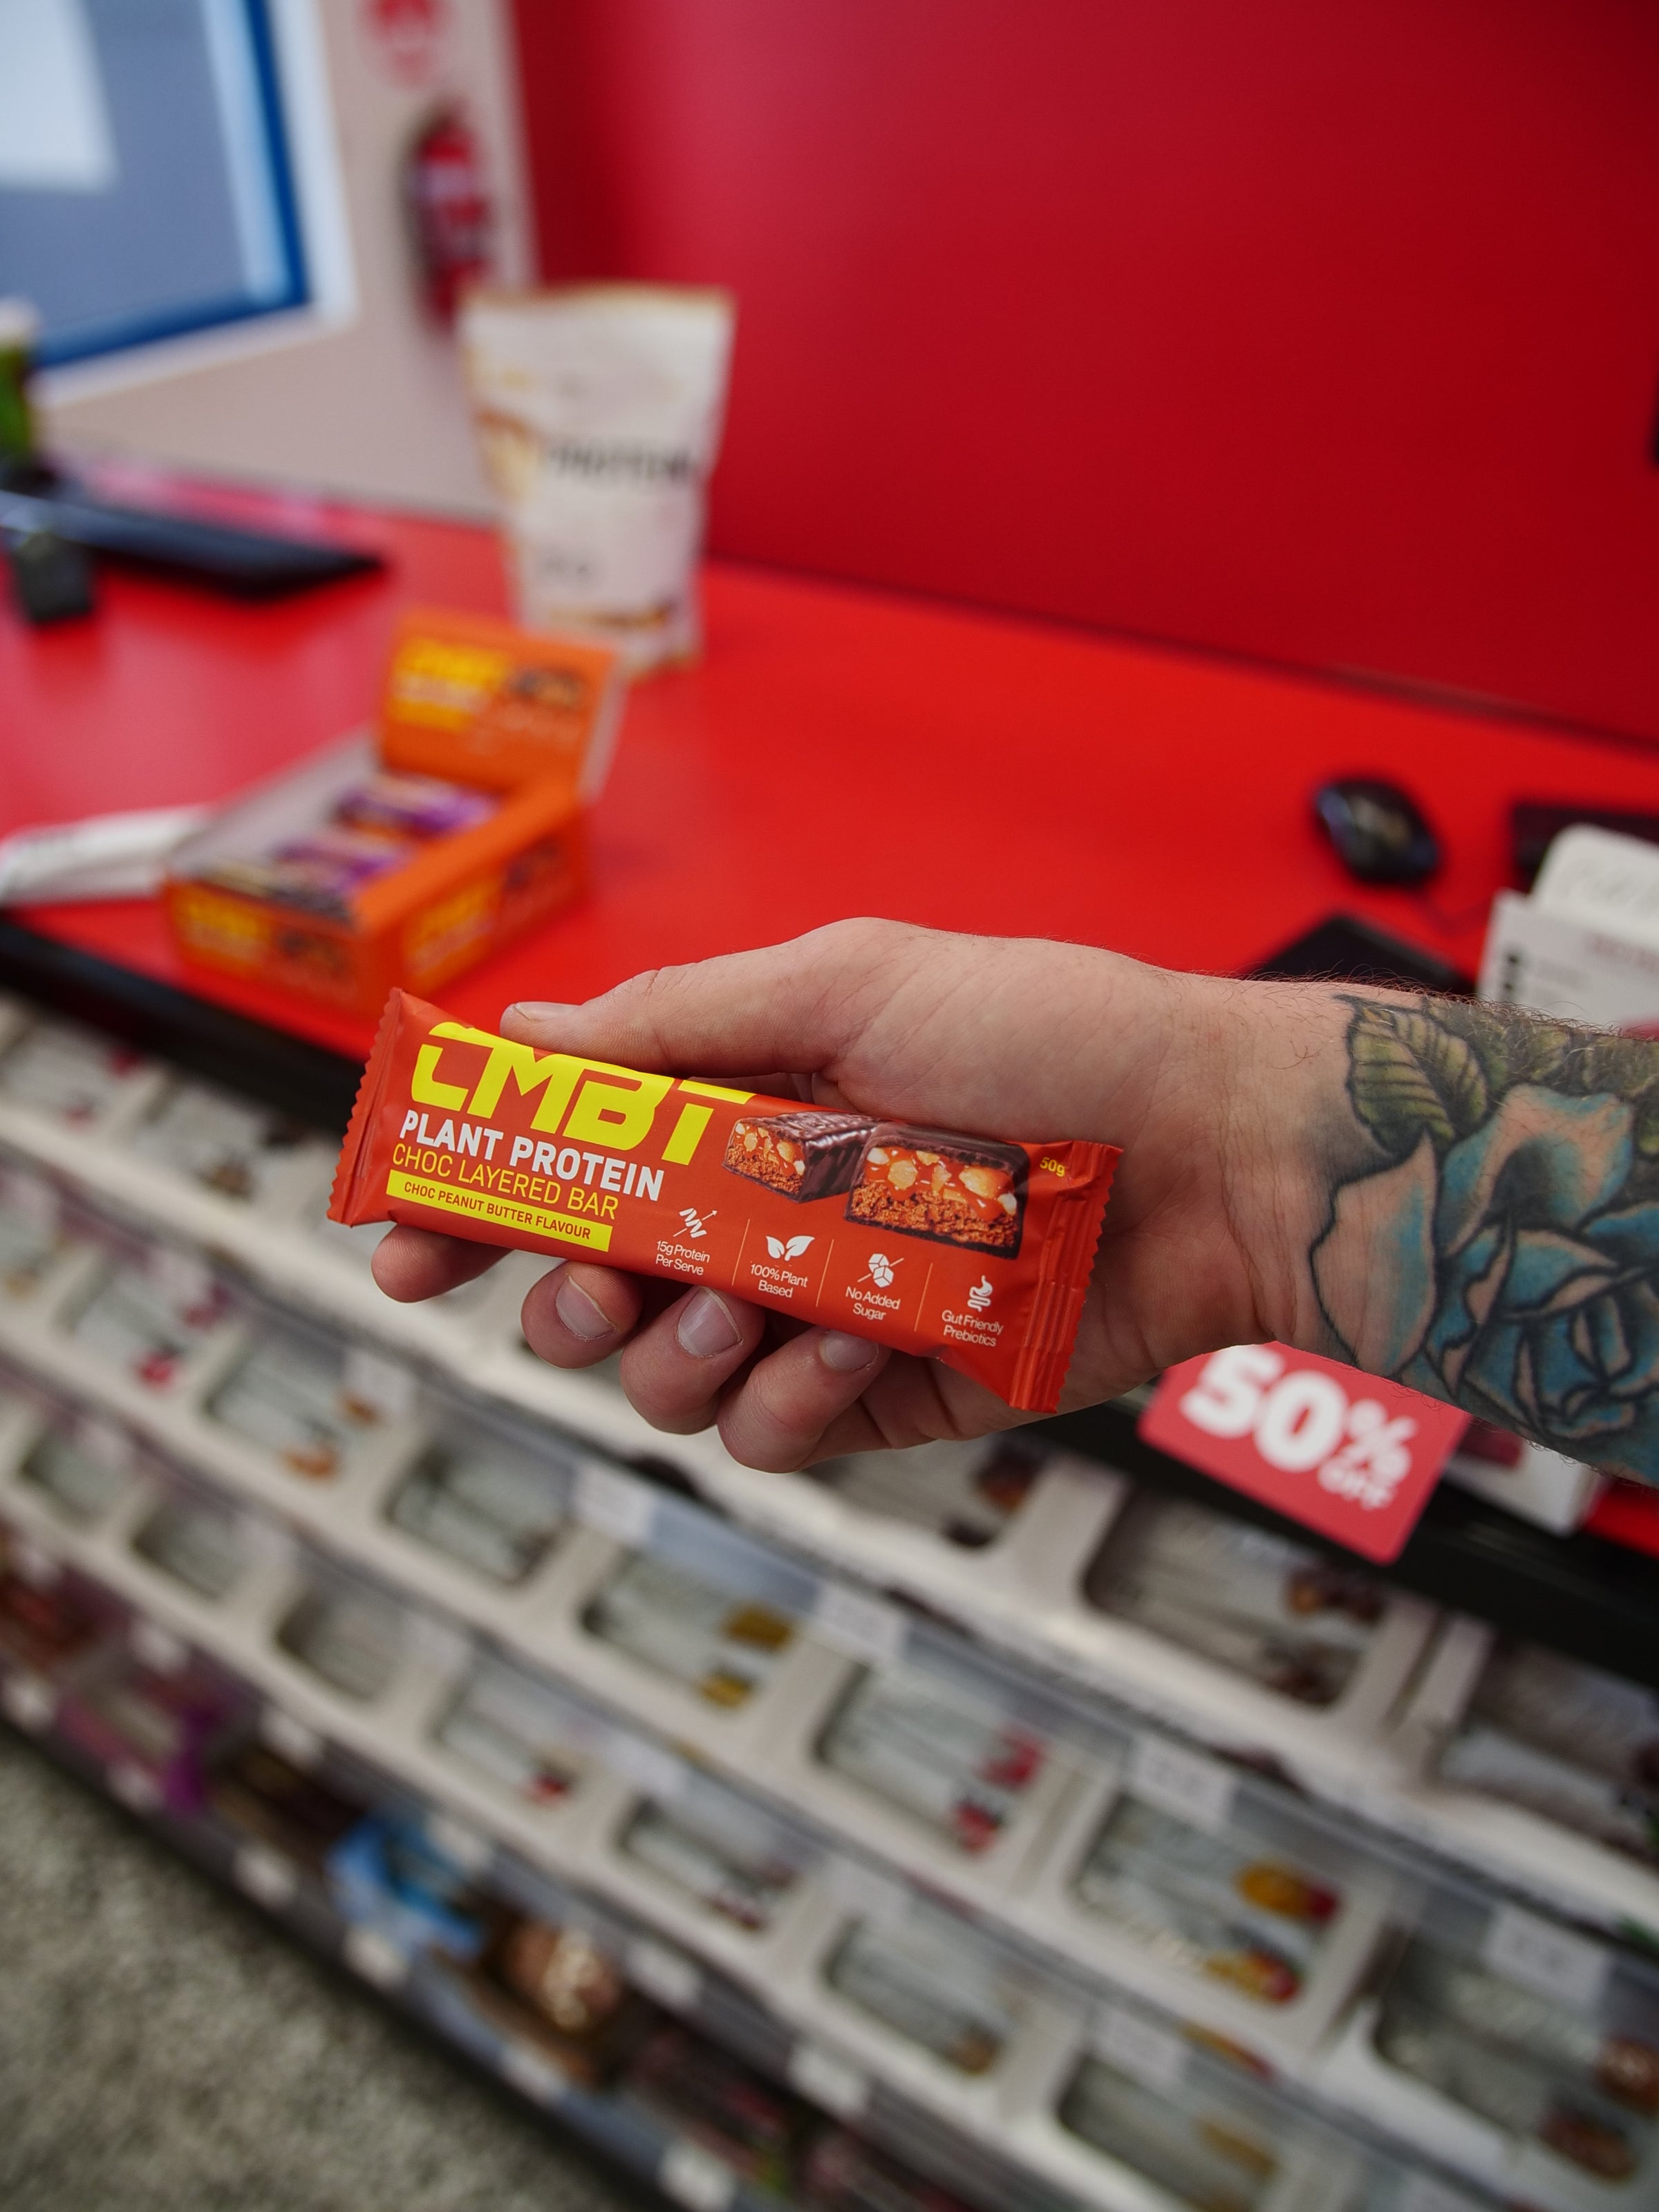 PROTEIN
CMBT
PLANT PROTEIN
CHOC LAYERED BAR
CHOC PEANUT BUTTER FLAVOUR
50g
15g Protein
Per Serve
100% Plant
Based
No Added
Sugar
Gut Friendly
Prebiotics
50%
OFF